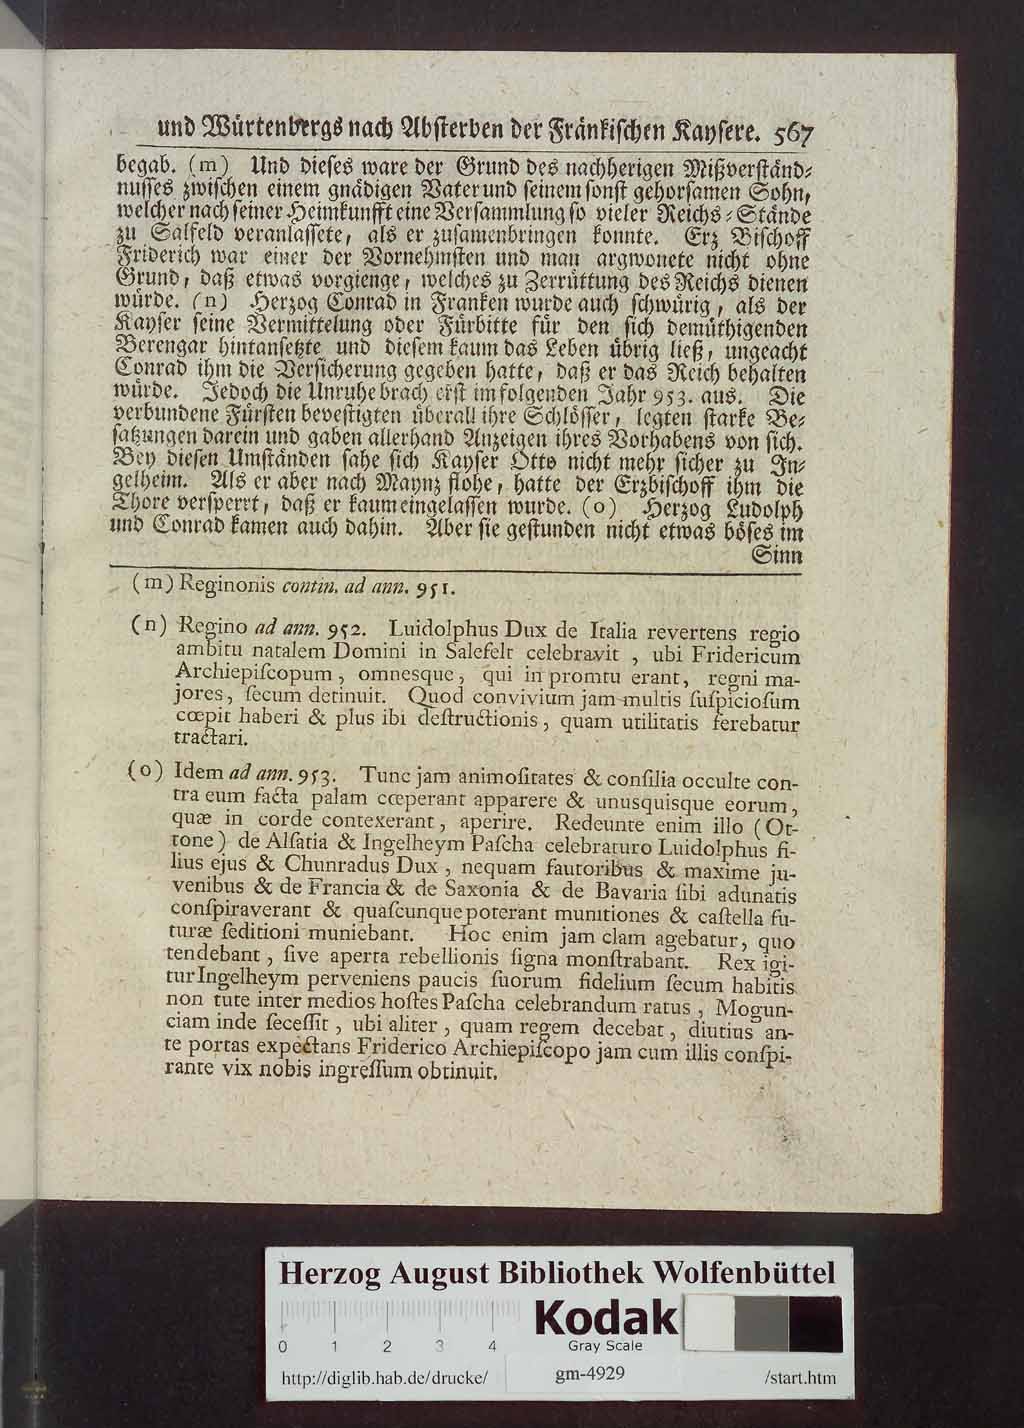 und Würtenbergs nach Absterben der Fränkischen Kaysere. 567
begab. (m) Und dieses ware der Grund des nachherigen Mißverständ⸗
nusses zwischen einem gnädigen Vater und seinem sonst gehorsamen Sohn,
welcher nach seiner Heimkunfft eine Versammlung so vieler Reichs⸗Stände
zu Salfeld veranlassete, als er zusamenbringen konnte. Erz Bischoff
Friderich war einer der Vornehmsten und man argwonete nicht ohne
Grund, daß etwas vorgienge, welches zu Zerrüttung des Reichs dienen
würde. (n) Herzog Conrad in Franken wurde auch schwürig, als der
Kayser seine Vermittelung oder Fürbitte für den sich demüthigenden
Berengar hintansetzte und diesem kaum das Leben übrig ließ, ungeacht
Conrad ihm die Versicherung gegeben hatte, daß er das Reich behalten
würde. Jedoch die Unruhe brach erst im folgenden Jahr 953. aus. Die
verbundene Fürsten bevestigten überall ihre Schlösser, legten starke Be⸗
satzungen darein und gaben allerhand Anzeigen ihres Vorhabens von sich.
Bey diesen Umständen sahe sich Kayser Otto nicht mehr sicher zu In⸗
gelheim. Als er aber nach Maynz flohe, hatte der Erzbischoff ihm die
Thore versperrt, daß er kaum eingelassen wurde. (o) Herzog Ludolph
und Conrad kamen auch dahin. Aber sie gestunden nicht etwas böses im
Sinn
(m) Reginonis contin. ad ann. 951.
(n) Regino ad ann. 952. Luidolphus Dux de Italia revertens regio
ambitu natalem Domini in Salefelt celebravit , ubi Fridericum
Archiepiſcopum , omnesque, qui in promtu erant, regni ma-
jores, ſecum detinuit. Quod convivium jam multis ſuſpicioſum
cœpit haberi & plus ibi deſtructionis, quam utilitatis ferebatur
tractari.
(o) Idem ad ann. 953. Tunc jam animoſitates & conſilia occulte con-
tra eum facta palam cœperant apparere & unusquisque eorum,
quæ in corde contexerant, aperire. Redeunte enim illo (Ot-
tone) de Alſatia & Ingelheym Paſcha celebraturo Luidolphus fi-
lius ejus & Chunradus Dux, nequam fautoribus & maxime ju-
venibus & de Francia & de Saxonia & de Bavaria ſibi adunatis
conſpiraverant & quaſcunque poterant munitiones & caſtella fu-
turæ ſeditioni muniebant. Hoc enim jam clam agebatur, quo
tendebant, ſive aperta rebellionis ſigna monſtrabant. Rex igi-
tur Ingelheym perveniens paucis ſuorum fidelium ſecum habitis
non tute inter medios hoſtes Paſcha celebrandum ratus , Mogun-
ciam inde ſeceſſit, ubi aliter, quam regem decebat, diutius an-
te portas expectans Friderico Archiepiſcopo jam cum illis conſpi-
rante vix nobis ingreſſum obtinuit.
Herzog August Bibliothek Wolfenbüttel
Kodak
Gray Scale
0 1 2 3 4
http://diglib.hab.de/drucke/ gm-4929 /start.htm